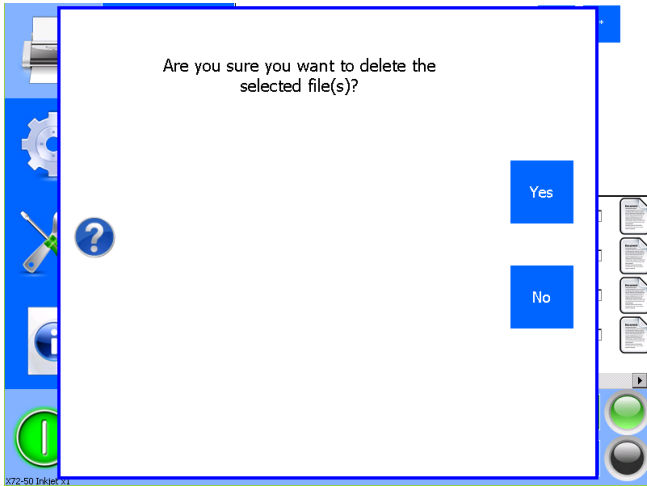 Are you sure you want to delete the
selected file(s)?
Yes
No
X72-50 Inkjet X1